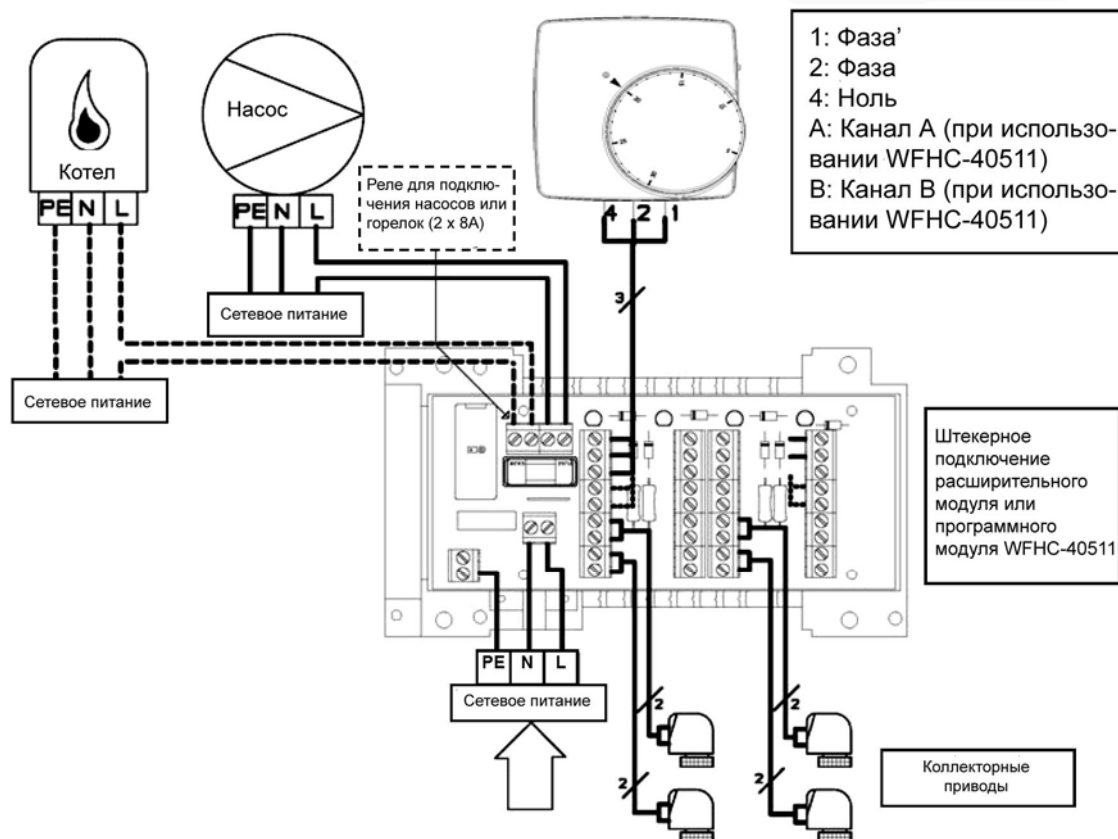 Котел
PE N L
Сетевое питание
Насос
PE N L
Сетевое питание
Реле для подклю-
чения насосов или
горелок (2 x 8A)
4 2 1
3
1: Фаза’
2: Фаза
4: Ноль
А: Канал А (при использо-
вании WFHC-40511)
В: Канал В (при использо-
вании WFHC-40511)
Штекерное
подключение
расширительного
модуля или
программного
модуля WFHC-40511
PE N L
Сетевое питание
2
2
2
2
Коллекторные
приводы